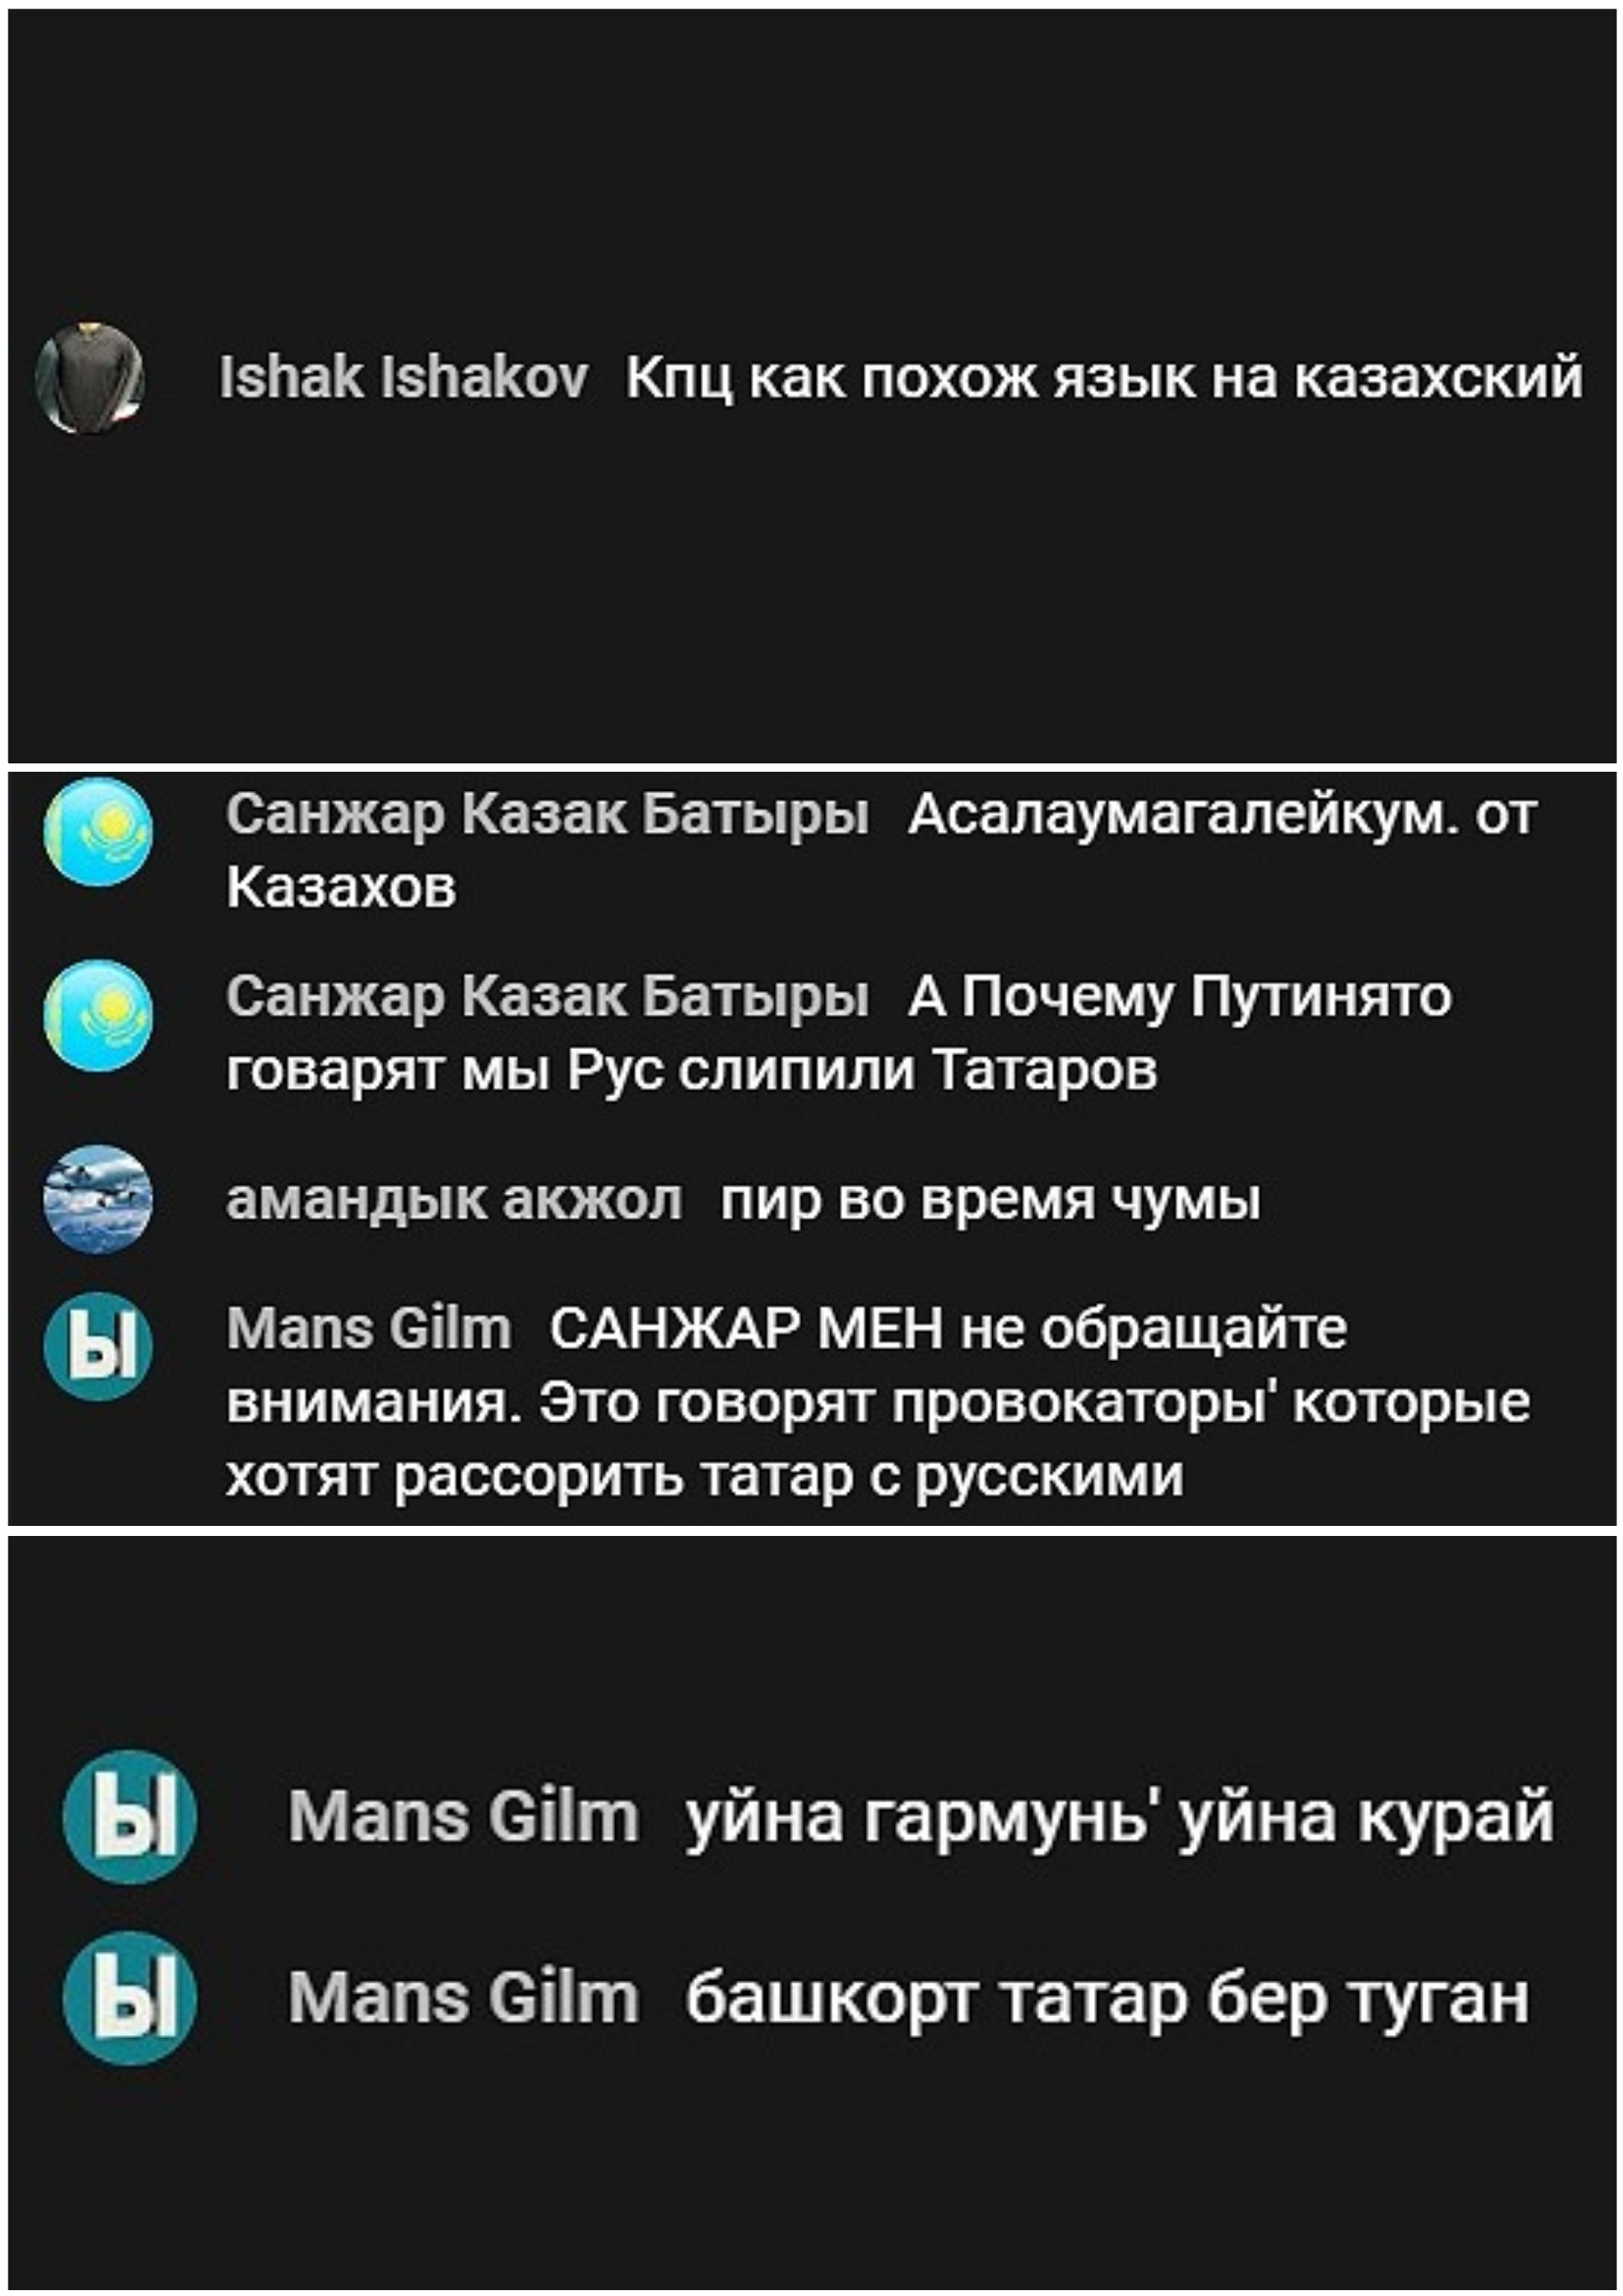 Ishak Ishakov Кпц как похож язык на казахский
Санжар Казак Батыры Асалаумагалейкум. от
Казахов
Санжар Казак Батыры А Почему Путинято
говарят мы Рус слипили Татаров
амандык акжол пир во время чумы
Ы Mans Gilm САНЖАР МЕН не обращайте
внимания. Это говорят провокаторы' которые
хотят рассорить татар с русскими
Ы Mans Gilm уйна гармунь' уйна курай
Ы Mans Gilm башкорт татар бер туган